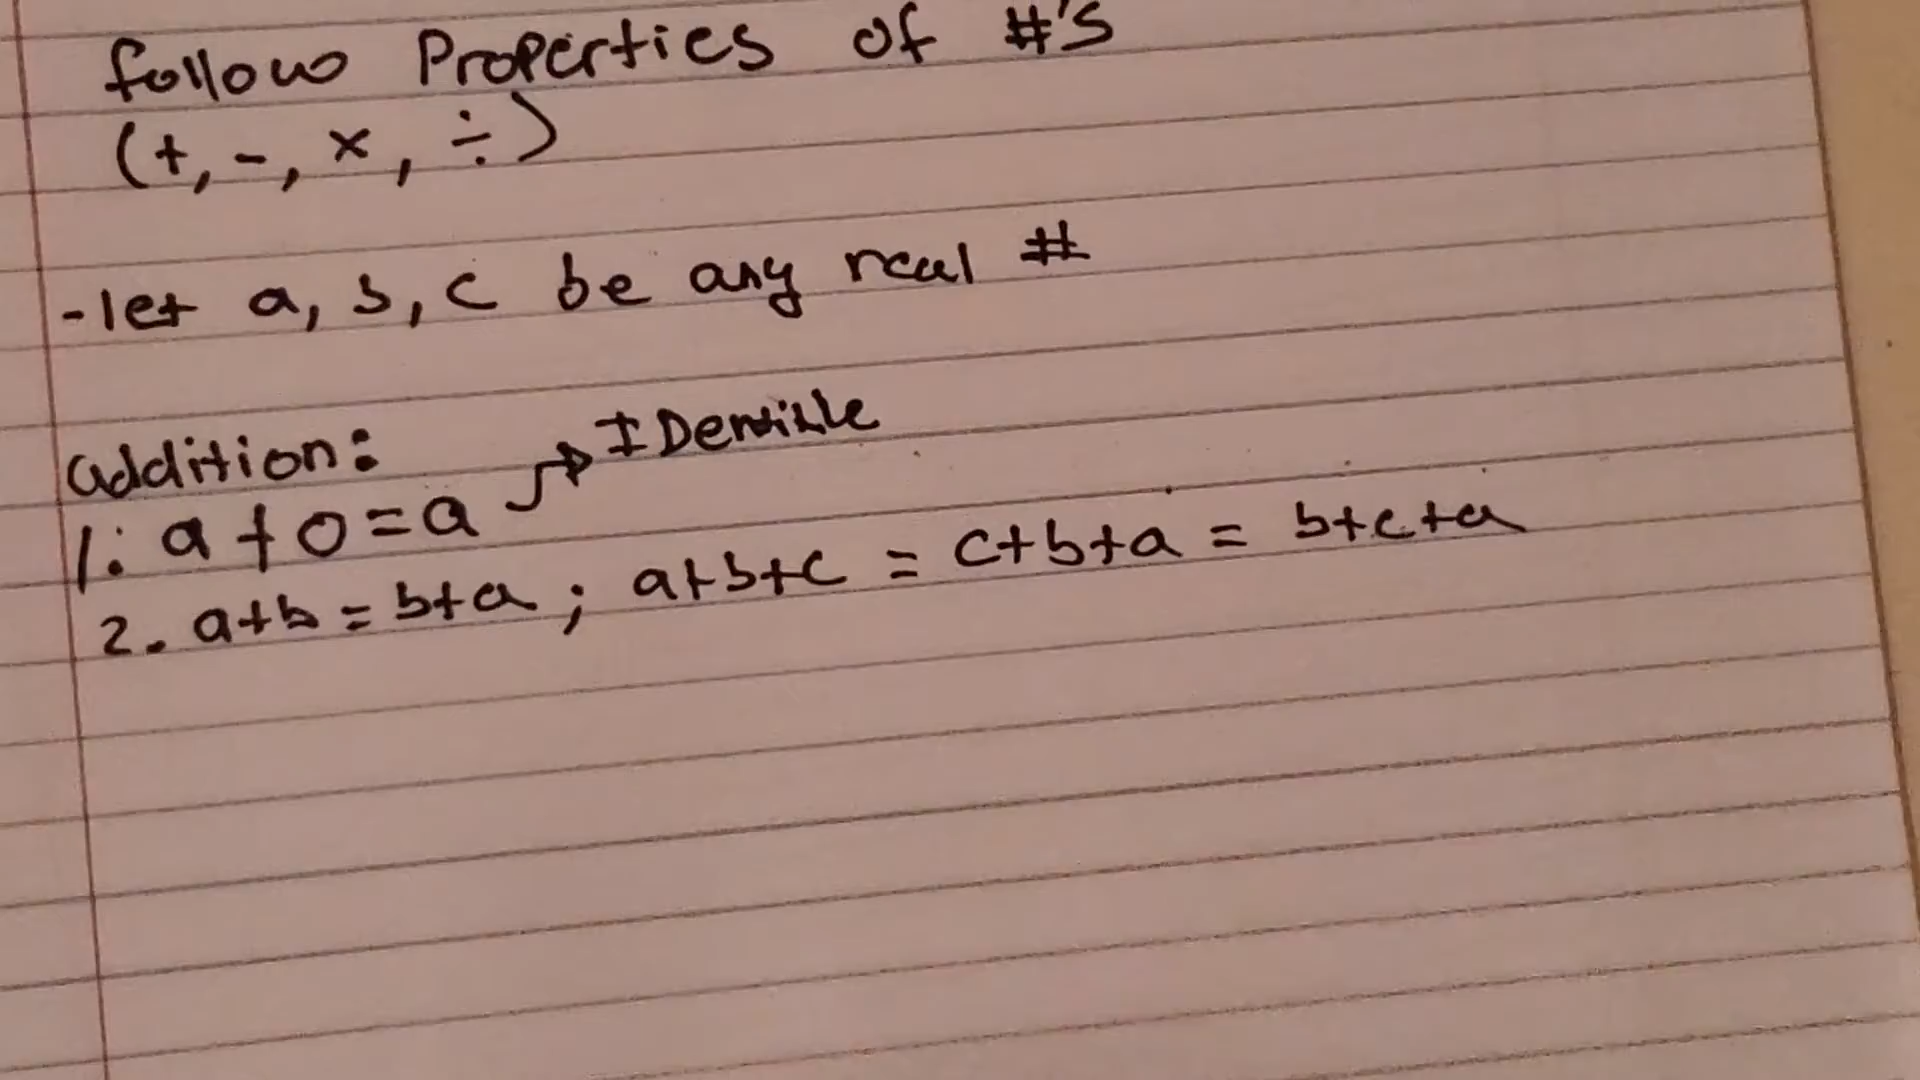 follow Properties of #'s
(+, -, ×, ÷)
- let a, b, c be any real #
addition:
1. a + 0 = a
2. a+b = b+a ; a+b+c = c+b+a = b+c+a